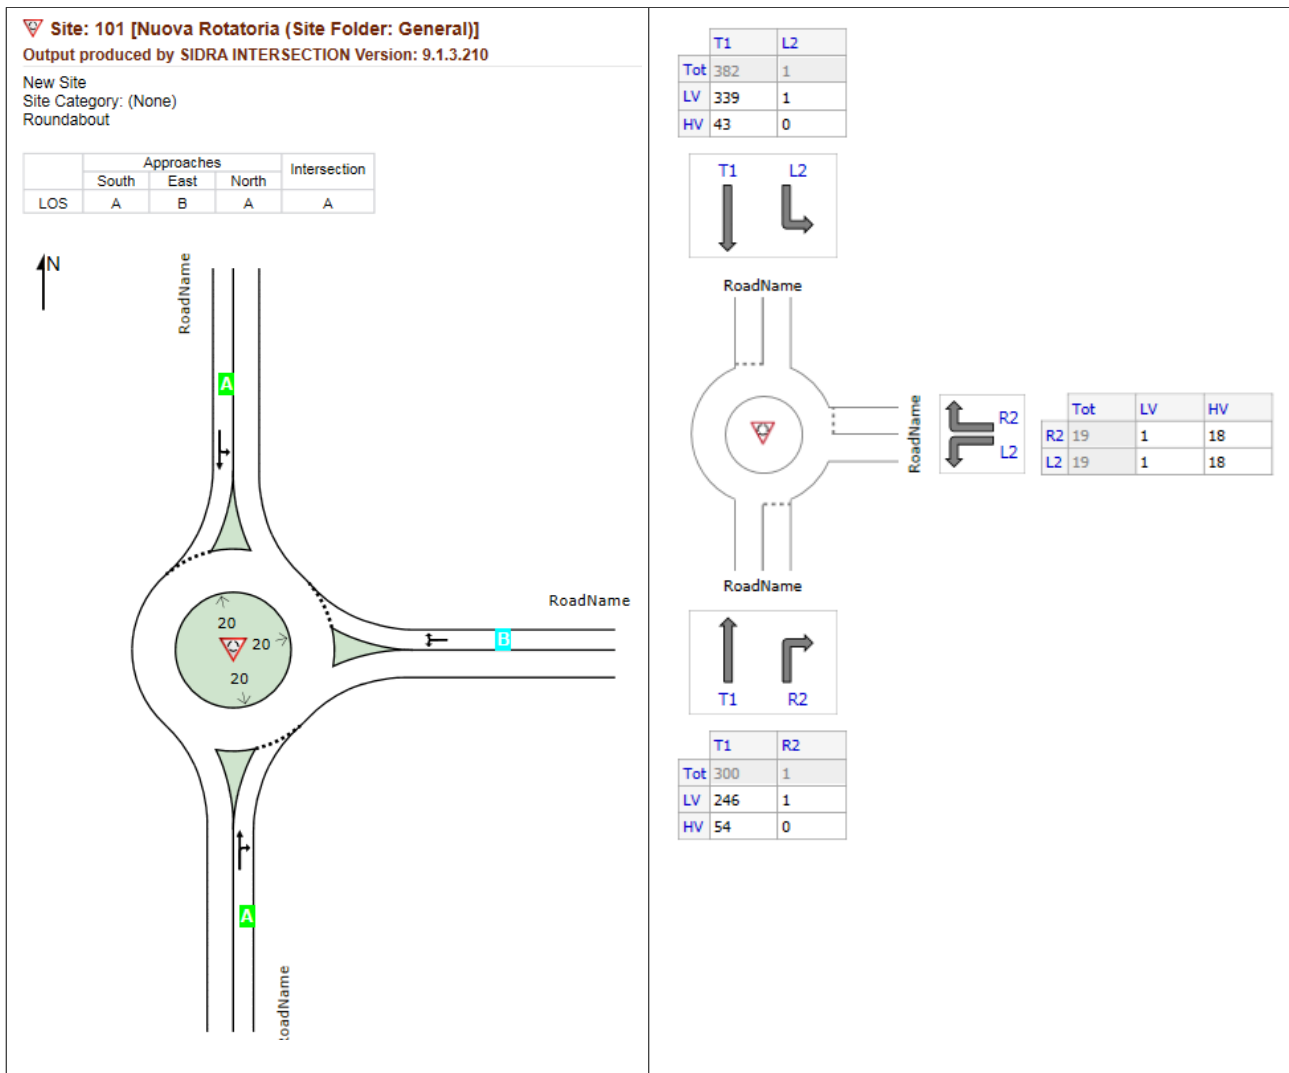 Site: 101 [Nuova Rotatoria (Site Folder: General)]
Output produced by SIDRA INTERSECTION Version: 9.1.3.210
New Site
Site Category: (None)
Roundabout
Approaches Intersection
South East North
LOS A B A A
N
RoadName
A
RoadName
B
20
20
20
A
RoadName
T1 L2
Tot 382 1
LV 339 1
HV 43 0
T1 L2
RoadName
RoadName
R2
L2
Tot LV HV
R2 19 1 18
L2 19 1 18
RoadName
T1 R2
T1 R2
Tot 300 1
LV 246 1
HV 54 0